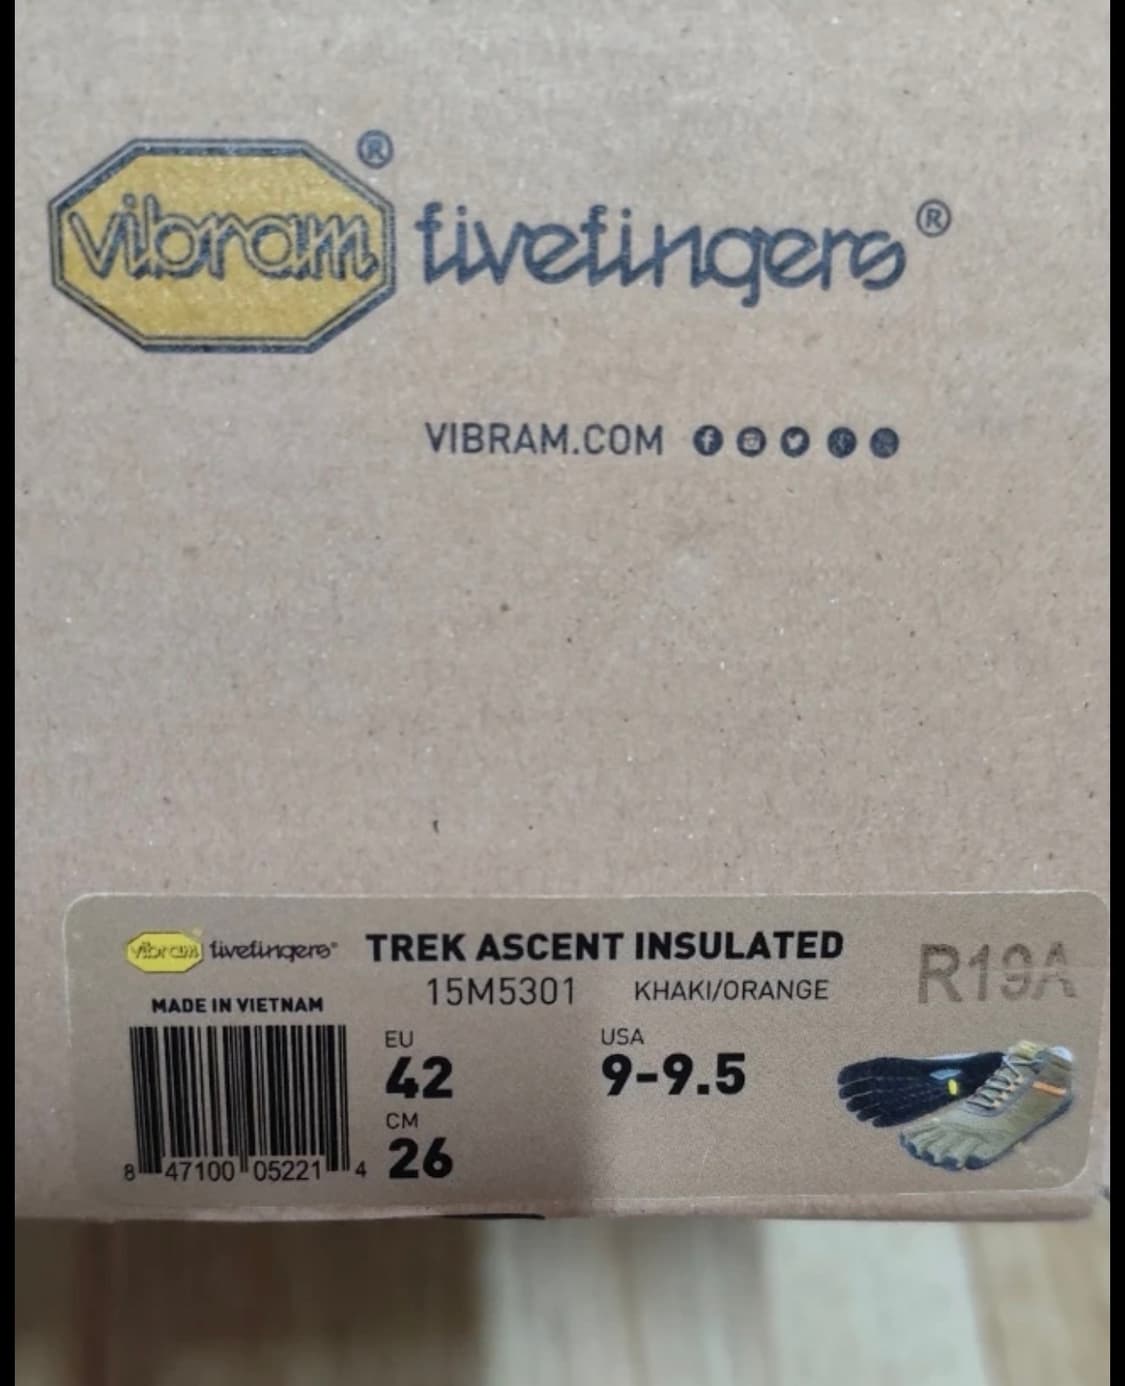 vibram®
fivefingers®
VIBRAM.COM
vibram fivefingers®
TREK ASCENT INSULATED
15M5301 KHAKI/ORANGE
R19A
MADE IN VIETNAM
EU
42
USA
9-9.5
CM
26
8 47100 05221 4